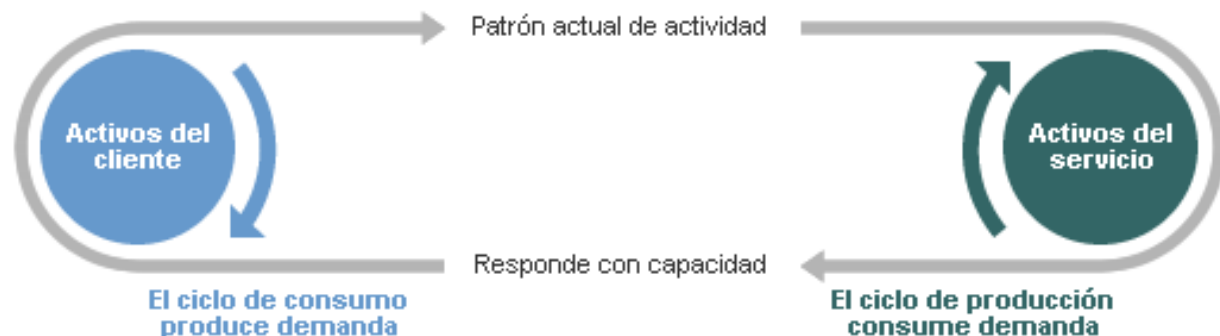 Patrón actual de actividad
Activos del
cliente
Activos del
servicio
Responde con capacidad
El ciclo de consumo
produce demanda
El ciclo de producción
consume demanda